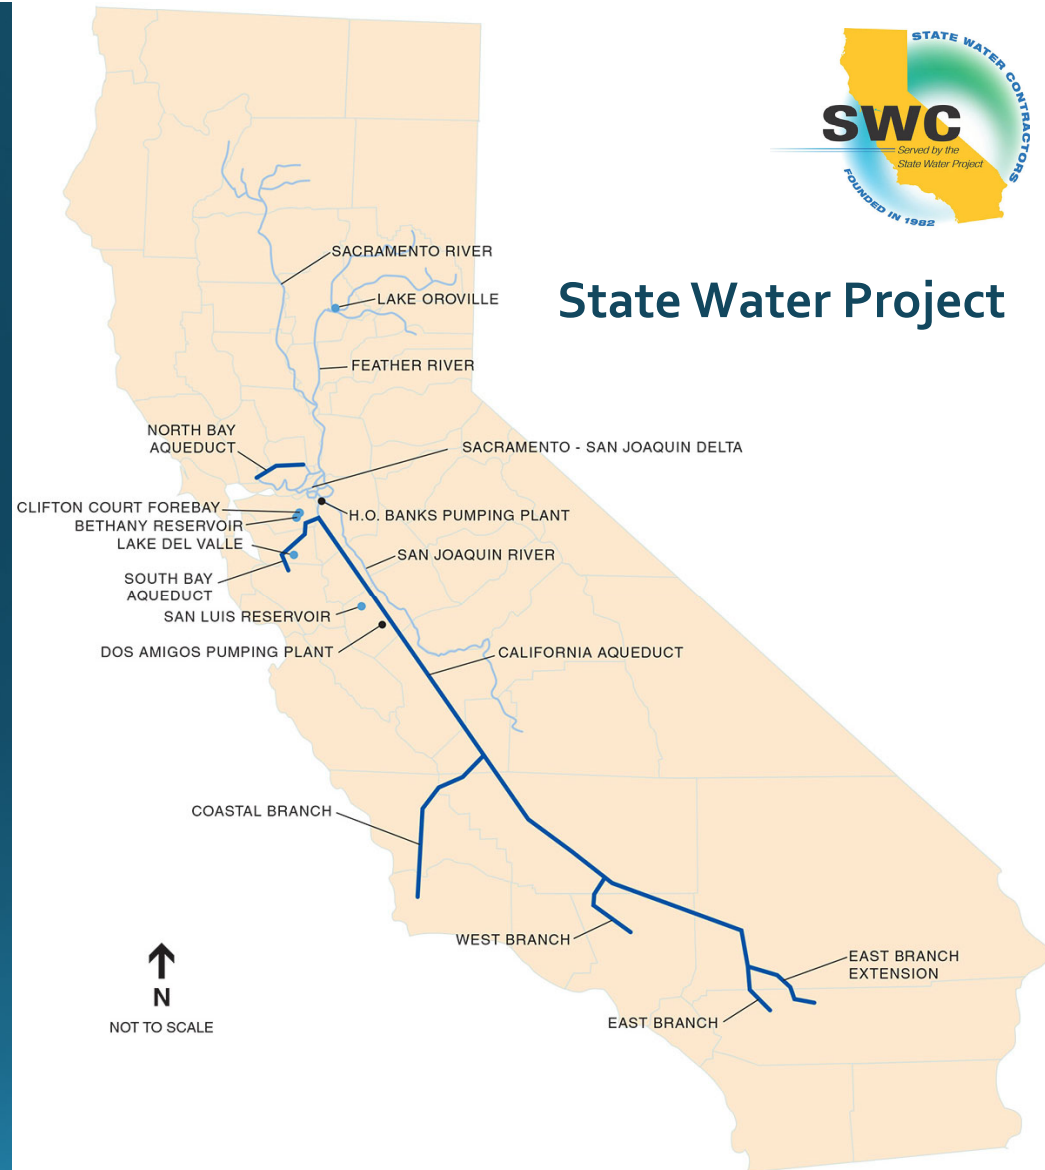 STATE WATER CONTRACTORS
SWC
Served by the
State Water Project
FOUNDED IN 1982
State Water Project
SACRAMENTO RIVER
LAKE OROVILLE
FEATHER RIVER
NORTH BAY
AQUEDUCT
SACRAMENTO - SAN JOAQUIN DELTA
CLIFTON COURT FOREBAY
H.O. BANKS PUMPING PLANT
BETHANY RESERVOIR
LAKE DEL VALLE
SAN JOAQUIN RIVER
SOUTH BAY
AQUEDUCT
SAN LUIS RESERVOIR
DOS AMIGOS PUMPING PLANT
CALIFORNIA AQUEDUCT
COASTAL BRANCH
WEST BRANCH
EAST BRANCH
EXTENSION
EAST BRANCH
N
NOT TO SCALE